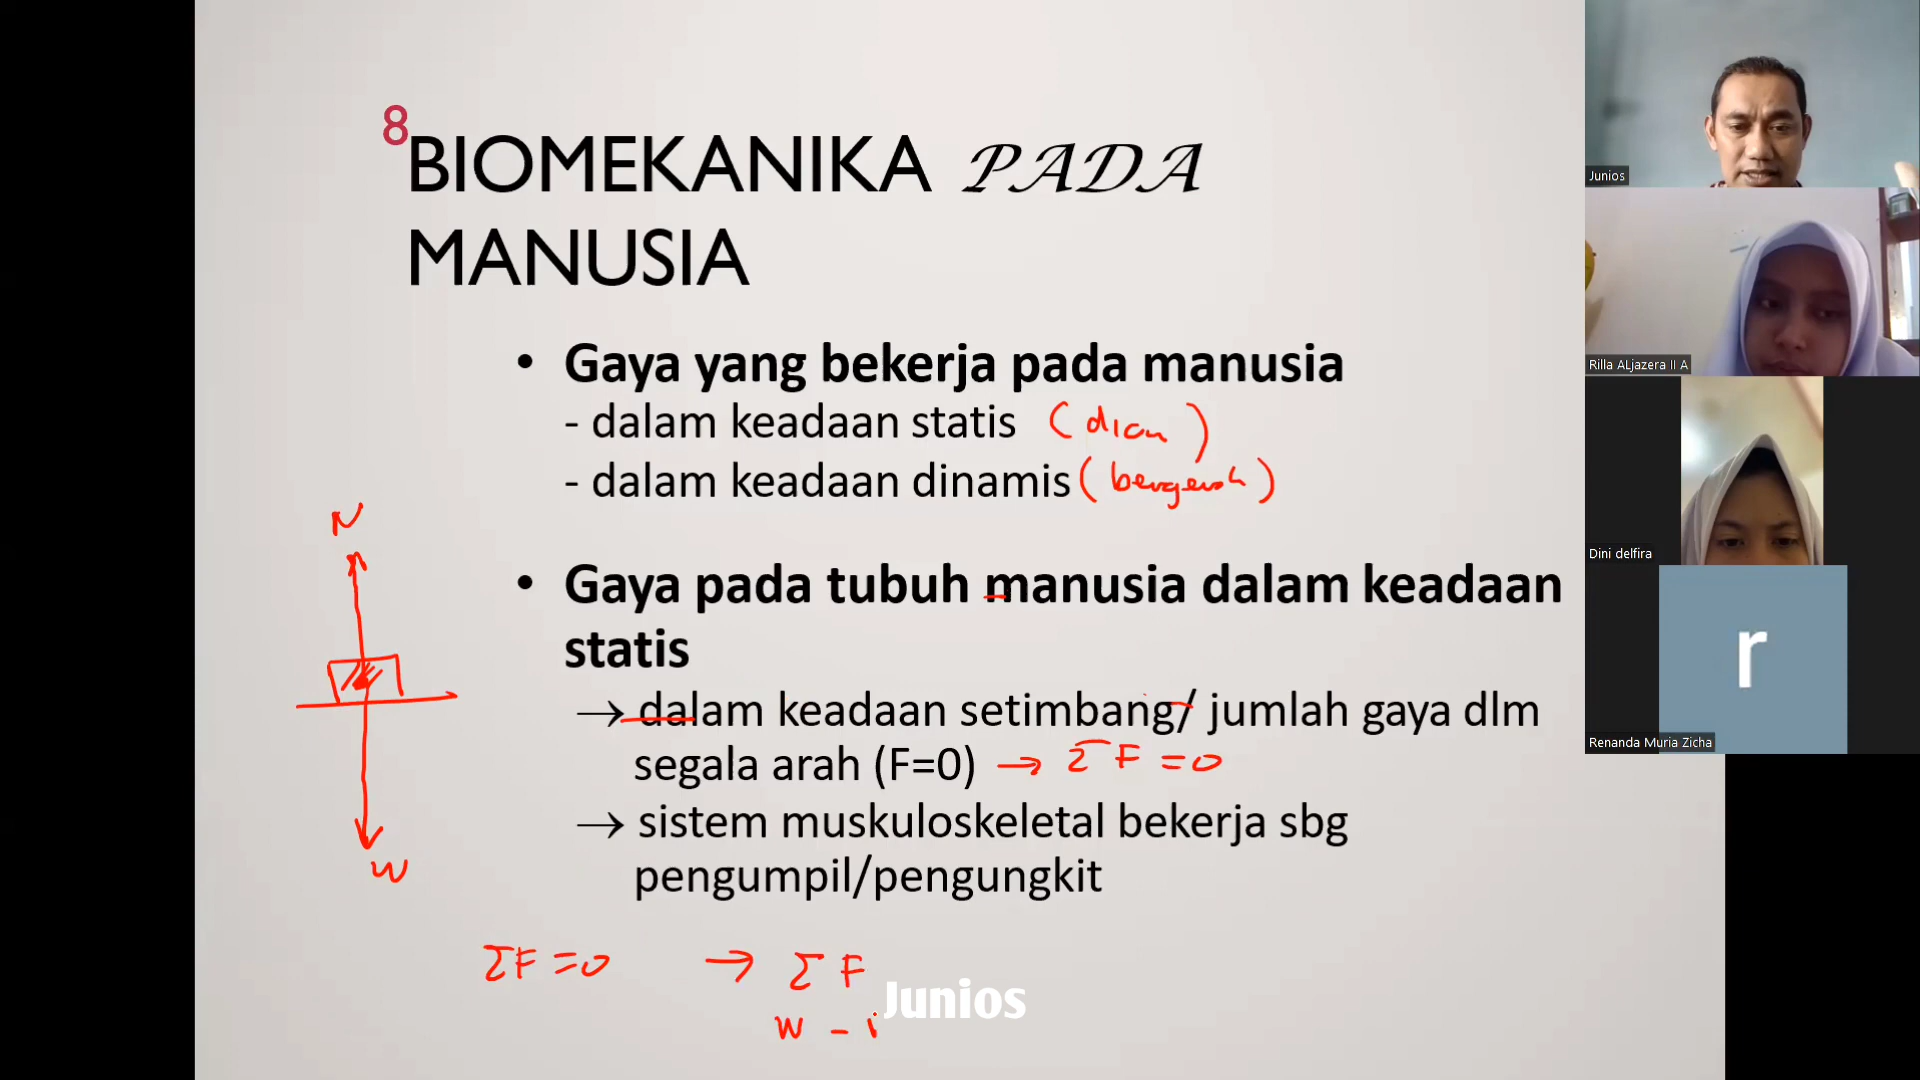 8
BIOMEKANIKA PADA
MANUSIA
• Gaya yang bekerja pada manusia
- dalam keadaan statis (diam)
- dalam keadaan dinamis (bergerak)
• Gaya pada tubuh manusia dalam keadaan
statis
→ dalam keadaan setimbang/ jumlah gaya dlm
segala arah (F=0) → Σ F = 0
→ sistem muskuloskeletal bekerja sbg
pengumpil/pengungkit
N
W
ΣF = 0 → Σ F
W -
Junios
Junios
Rilla ALjazera II A
Dini delfira
r
Renanda Muria Zicha